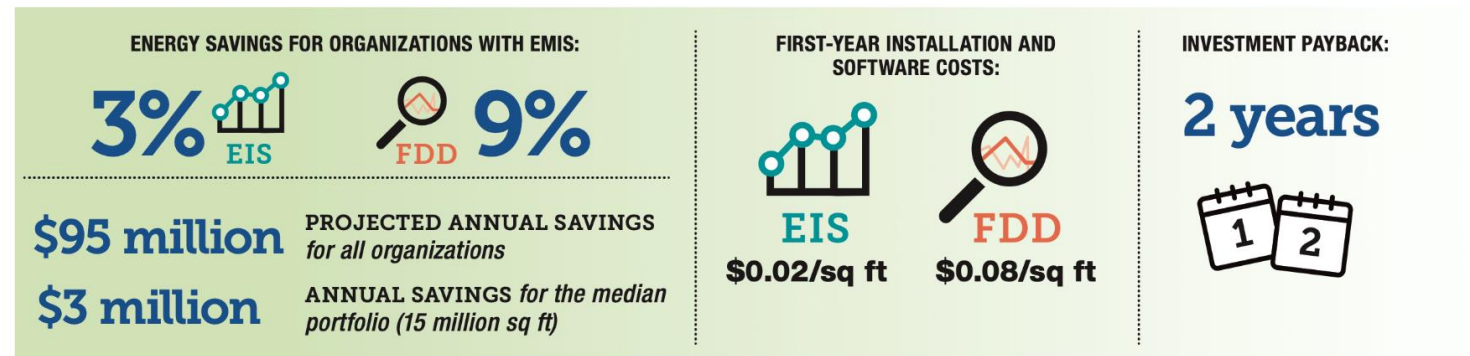 ENERGY SAVINGS FOR ORGANIZATIONS WITH EMIS:
3%
EIS
FDD
9%
$95 million
PROJECTED ANNUAL SAVINGS
for all organizations
$3 million
ANNUAL SAVINGS for the median
portfolio (15 million sq ft)
FIRST-YEAR INSTALLATION AND
SOFTWARE COSTS:
EIS
$0.02/sq ft
FDD
$0.08/sq ft
INVESTMENT PAYBACK:
2 years
1
2